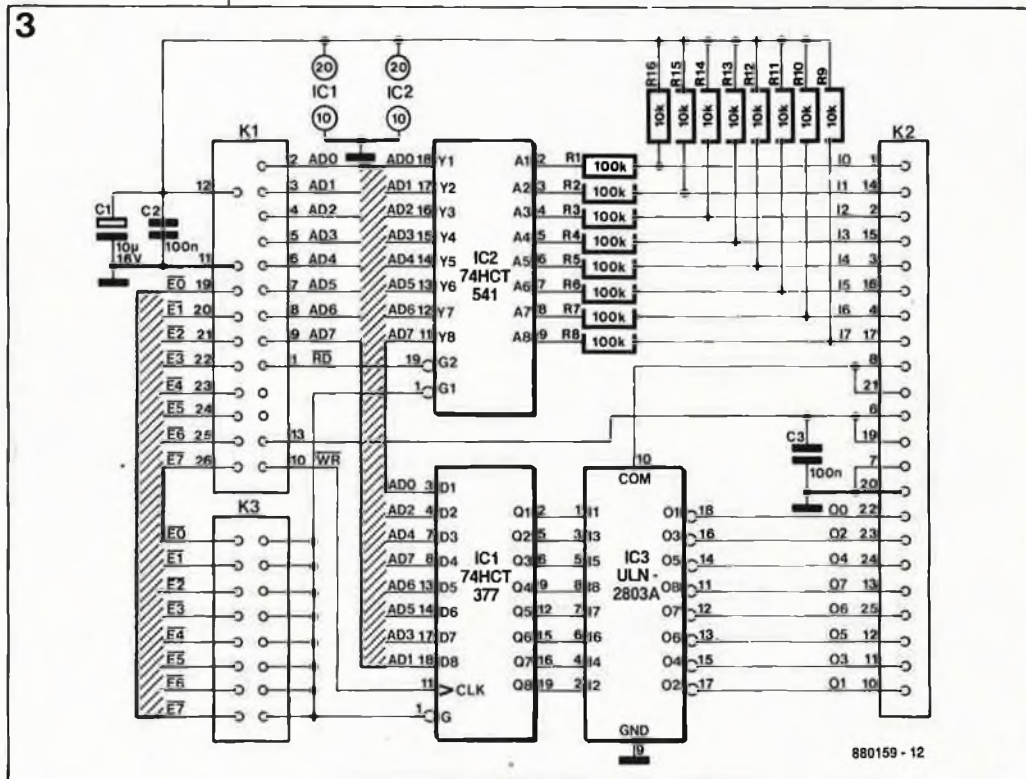 3
20 20
IC1 IC2
10 10
R16 R15 R14 R13 R12 R11 R10 R9
10k 10k 10k 10k 10k 10k 10k 10k
K1
K2
12
C1
10µ
16V
C2
100n
11
2 AD0
3 AD1
4 AD2
5 AD3
6 AD4
7 AD5
8 AD6
9 AD7
1 RD
13
10 WR
E0 19
E1 20
E2 21
E3 22
E4 23
E5 24
E6 25
E7 26
AD0 18 Y1
AD1 17 Y2
AD2 16 Y3
AD3 15 Y4
AD4 14 Y5
AD5 13 Y6
AD6 12 Y7
AD7 11 Y8
19 G2
1 G1
IC2
74HCT
541
A1 2 R1 100k
A2 3 R2 100k
A3 4 R3 100k
A4 5 R4 100k
A5 6 R5 100k
A6 7 R6 100k
A7 8 R7 100k
A8 9 R8 100k
I0 1
I1 14
I2 2
I3 15
I4 3
I5 16
I6 4
I7 17
8
21
6
19
7
20
C3
100n
K3
E0
E1
E2
E3
E4
E5
E6
E7
AD0 3 D1
AD2 4 D2
AD4 7 D3
AD7 8 D4
AD6 13 D5
AD5 14 D6
AD3 17 D7
AD1 18 D8
11 CLK
1 G
IC1
74HCT
377
Q1 2 1 I1
Q2 5 3 I3
Q3 6 5 I5
Q4 9 8 I8
Q5 12 7 I7
Q6 15 6 I6
Q7 16 4 I4
Q8 19 2 I2
10
COM
IC3
ULN-
2803A
O1 18 O0 22
O3 16 O2 23
O5 14 O4 24
O8 11 O7 13
O7 12 O6 25
O6 13 O5 12
O4 15 O3 11
O2 17 O1 10
GND
9
880159 - 12